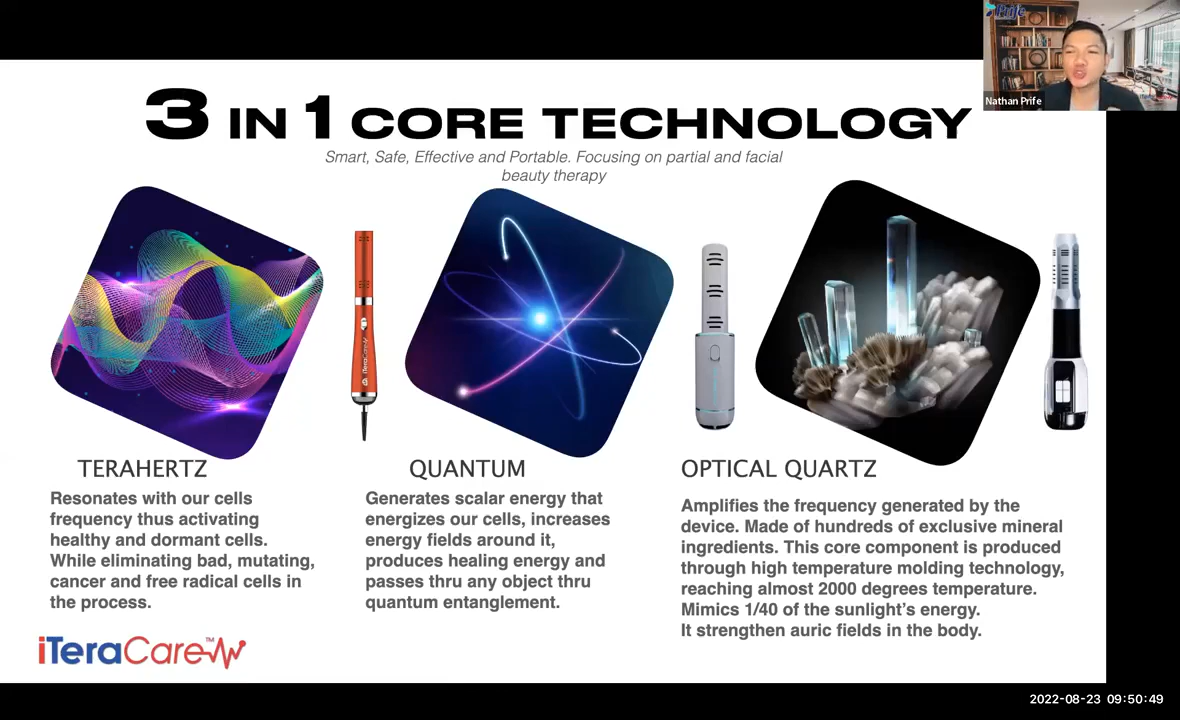 Prife
Nathan Prife
3 IN 1 CORE TECHNOLOGY
Smart, Safe, Effective and Portable. Focusing on partial and facial
beauty therapy
iTeraCare
TERAHERTZ
Resonates with our cells
frequency thus activating
healthy and dormant cells.
While eliminating bad, mutating,
cancer and free radical cells in
the process.
QUANTUM
Generates scalar energy that
energizes our cells, increases
energy fields around it,
produces healing energy and
passes thru any object thru
quantum entanglement.
OPTICAL QUARTZ
Amplifies the frequency generated by the
device. Made of hundreds of exclusive mineral
ingredients. This core component is produced
through high temperature molding technology,
reaching almost 2000 degrees temperature.
Mimics 1/40 of the sunlight's energy.
It strengthen auric fields in the body.
iTeraCare™
2022-08-23 09:50:49